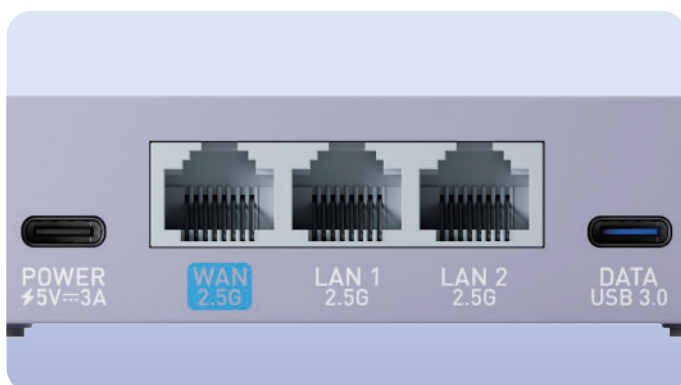 POWER
⚡5V⎓3A
WAN
2.5G
LAN 1
2.5G
LAN 2
2.5G
DATA
USB 3.0